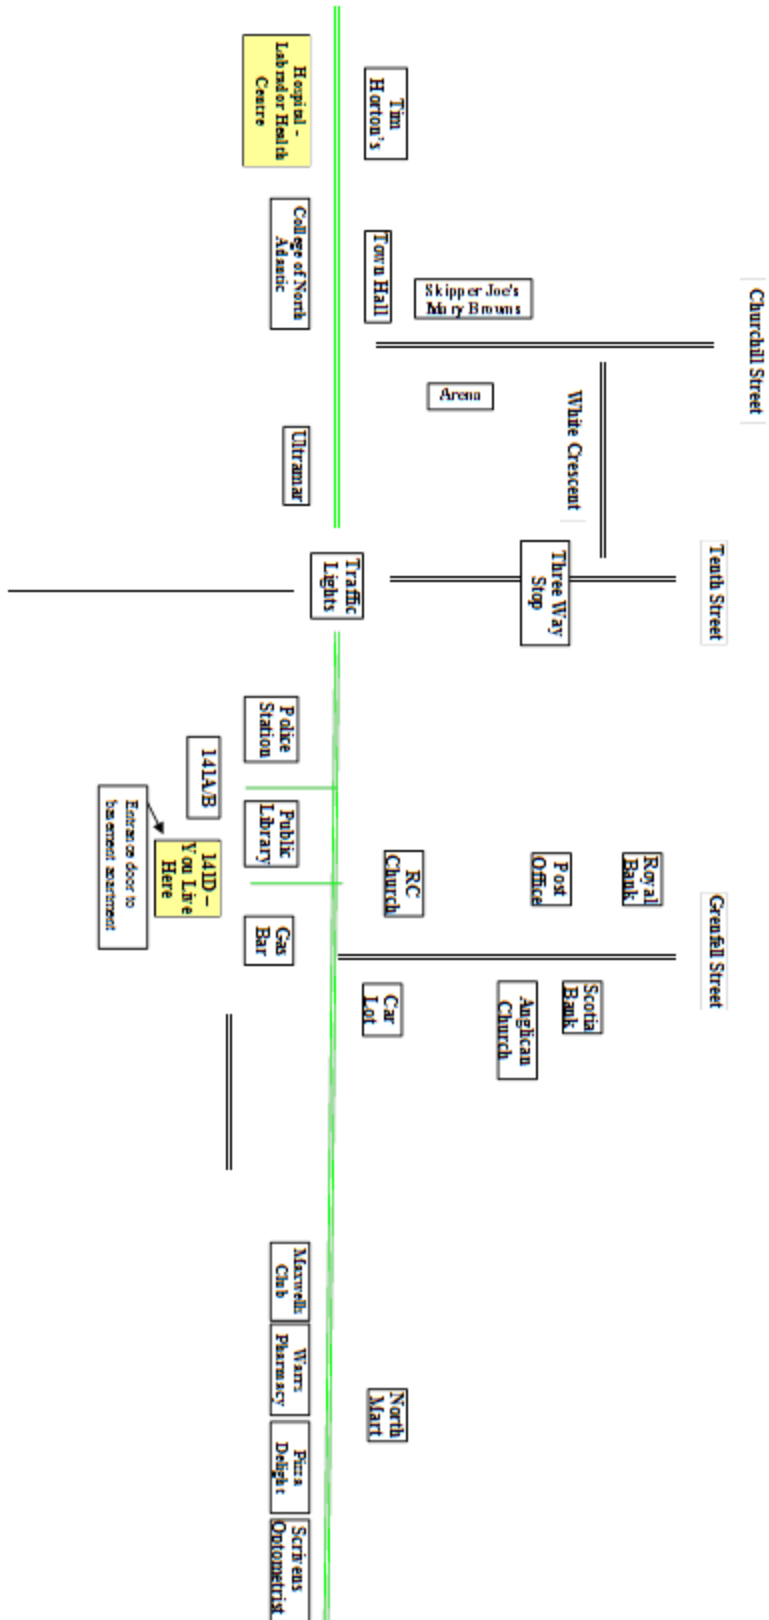 Hospital –
Labrador Health
Centre
Tim
Horton's
College of North
Atlantic
Town Hall
Skipper Joe's
Mary Browns
Churchill Street
Arena
White Crescent
Ultramar
Traffic
Lights
Three Way
Stop
Tenth Street
Police
Station
141A/B
Public
Library
Entrance door to
basement apartment
141D –
You Live
Here
RC
Church
Post
Office
Royal
Bank
Grenfell Street
Gas
Bar
Car
Lot
Anglican
Church
Scotia
Bank
Maxwells
Club
Warrs
Pharmacy
North
Mart
Pizza
Delight
Scrivens
Optometrist